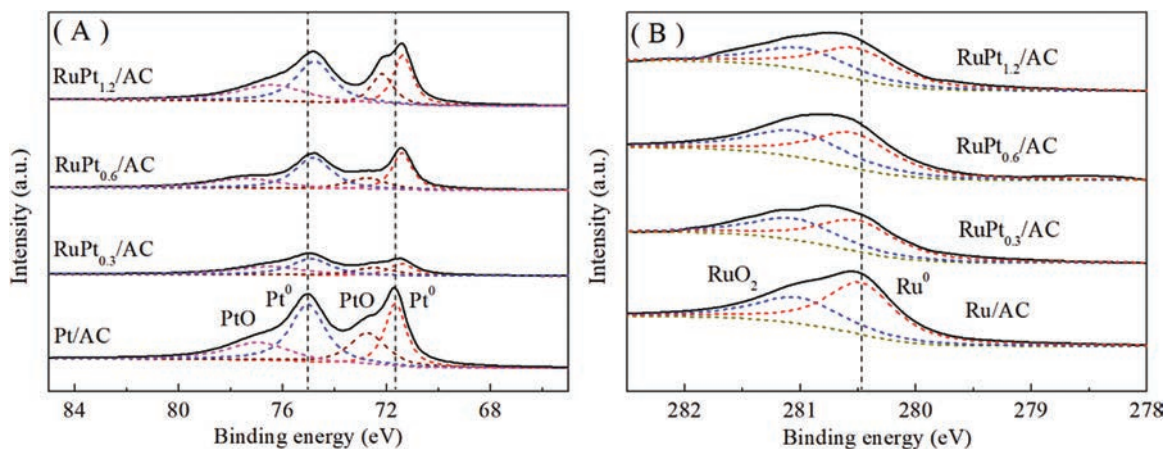 ( A )
RuPt1.2/AC
RuPt0.6/AC
RuPt0.3/AC
PtO
Pt0
PtO
Pt0
Pt/AC
84
80
76
72
68
Binding energy (eV)
Intensity (a.u.)
( B )
RuPt1.2/AC
RuPt0.6/AC
RuPt0.3/AC
RuO2
Ru0
Ru/AC
282
281
280
279
278
Binding energy (eV)
Intensity (a.u.)